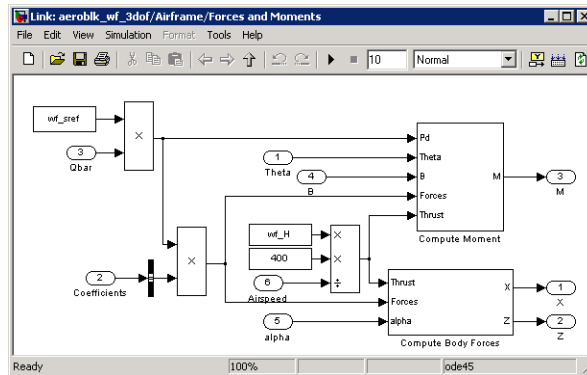 Link: aeroblk_wf_3dof/Airframe/Forces and Moments
File Edit View Simulation Format Tools Help
10 Normal
wf_sref
×
3
Qbar
Pd
1
Theta
Theta
4
B
B
M
3
M
Forces
Thrust
Compute Moment
wf_H
×
400
×
÷
6
Airspeed
×
2
Coefficients
Thrust
Forces
alpha
5
alpha
X
1
X
Z
2
Z
Compute Body Forces
Ready 100% ode45